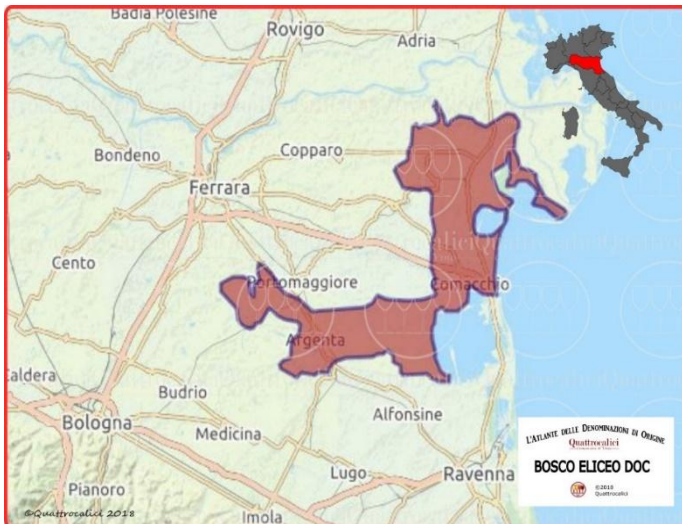 Badia Polesine
Rovigo
Adria
Bondeno
Copparo
Ferrara
Cento
Portomaggiore
Comacchio
Argenta
Caldera
Budrio
Bologna
Alfonsine
Medicina
Lugo
Ravenna
Pianoro
Imola
L'ATLANTE DELLE DENOMINAZIONI DI ORIGINE
Quattrocalici
BOSCO ELICEO DOC
©2010
Quattrocalici
©Quattrocalici 2018